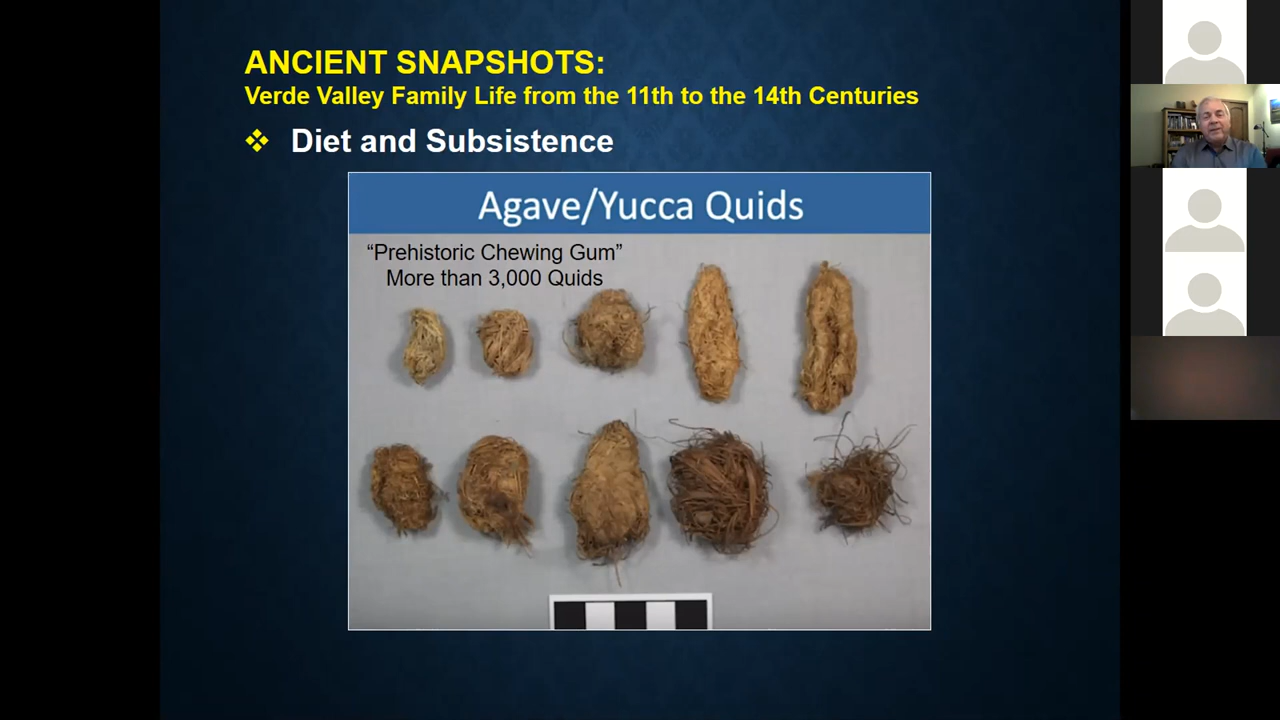 ANCIENT SNAPSHOTS:
Verde Valley Family Life from the 11th to the 14th Centuries
❖ Diet and Subsistence
Agave/Yucca Quids
“Prehistoric Chewing Gum”
More than 3,000 Quids